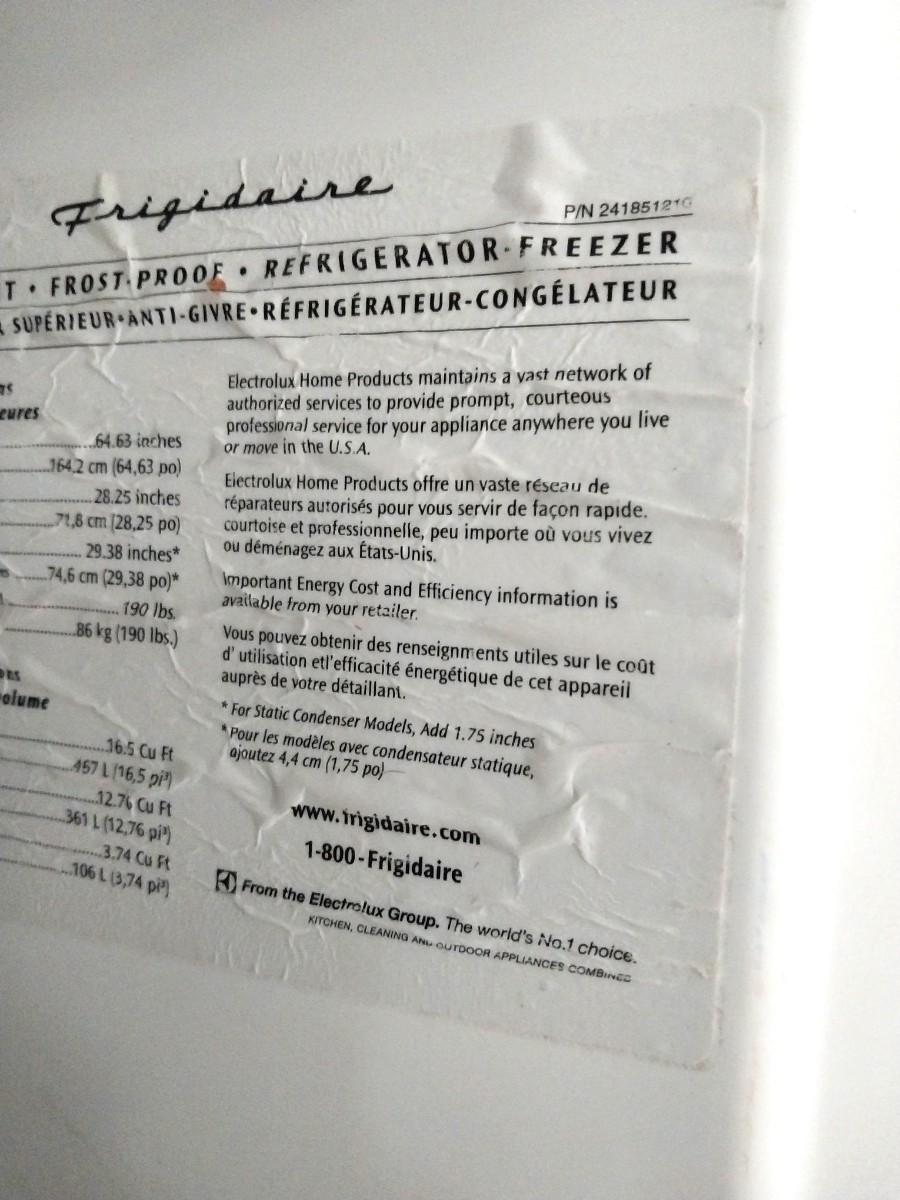 Frigidaire
P/N
T • FROST-PROOF • REFRIGERATOR-FREEZER
SUPÉRIEUR•ANTI-GIVRE•RÉFRIGÉRATEUR-CONGÉLATEUR
eures
64.63 inches
164.2 cm (64,63 po)
28.25 inches
71,8 cm (28,25 po)
29.38 inches*
74,6 cm (29,38 po)*
190 lbs.
86 kg (190 lbs.)
olume
16.5 Cu Ft
457 L (16,5 pi³)
12.76 Cu Ft
361 L (12,76 pi³)
3.74 Cu Ft
106 L (3,74 pi³)
Electrolux Home Products maintains a vast network of
authorized services to provide prompt, courteous
professional service for your appliance anywhere you live
or move in the U.S.A.
Electrolux Home Products offre un vaste réseau de
réparateurs autorisés pour vous servir de façon rapide.
courtoise et professionnelle, peu importe où vous vivez
ou déménagez aux États-Unis.
Important Energy Cost and Efficiency information is
available from your retailer.
Vous pouvez obtenir des renseignments utiles sur le coût
d' utilisation etl'efficacité énergétique de cet appareil
auprès de votre détaillant.
* For Static Condenser Models, Add 1.75 inches
* Pour les modèles avec condensateur statique,
ajoutez 4,4 cm (1,75 po)
www.frigidaire.com
1-800-Frigidaire
From the Electrolux Group. The world's No.1 choice.
KITCHEN, CLEANING AND OUTDOOR APPLIANCES COMBINED